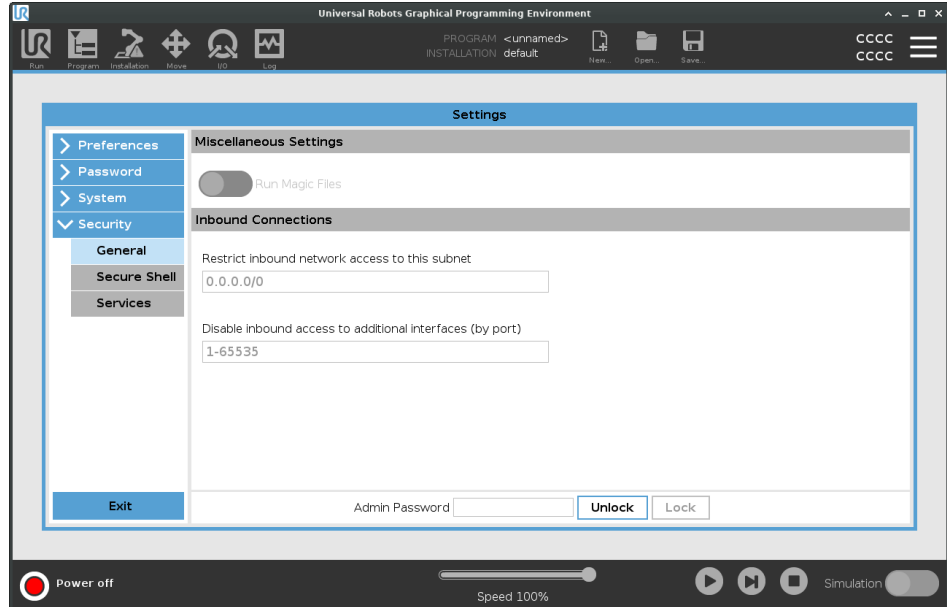 Universal Robots Graphical Programming Environment
UR
Run
Program
Installation
Move
I/O
Log
PROGRAM <unnamed>
INSTALLATION default
New...
Open...
Save...
CCCC
CCCC
Settings
Preferences
Password
System
Security
General
Secure Shell
Services
Exit
Miscellaneous Settings
Run Magic Files
Inbound Connections
Restrict inbound network access to this subnet
0.0.0.0/0
Disable inbound access to additional interfaces (by port)
1-65535
Admin Password
Unlock
Lock
Power off
Speed 100%
Simulation